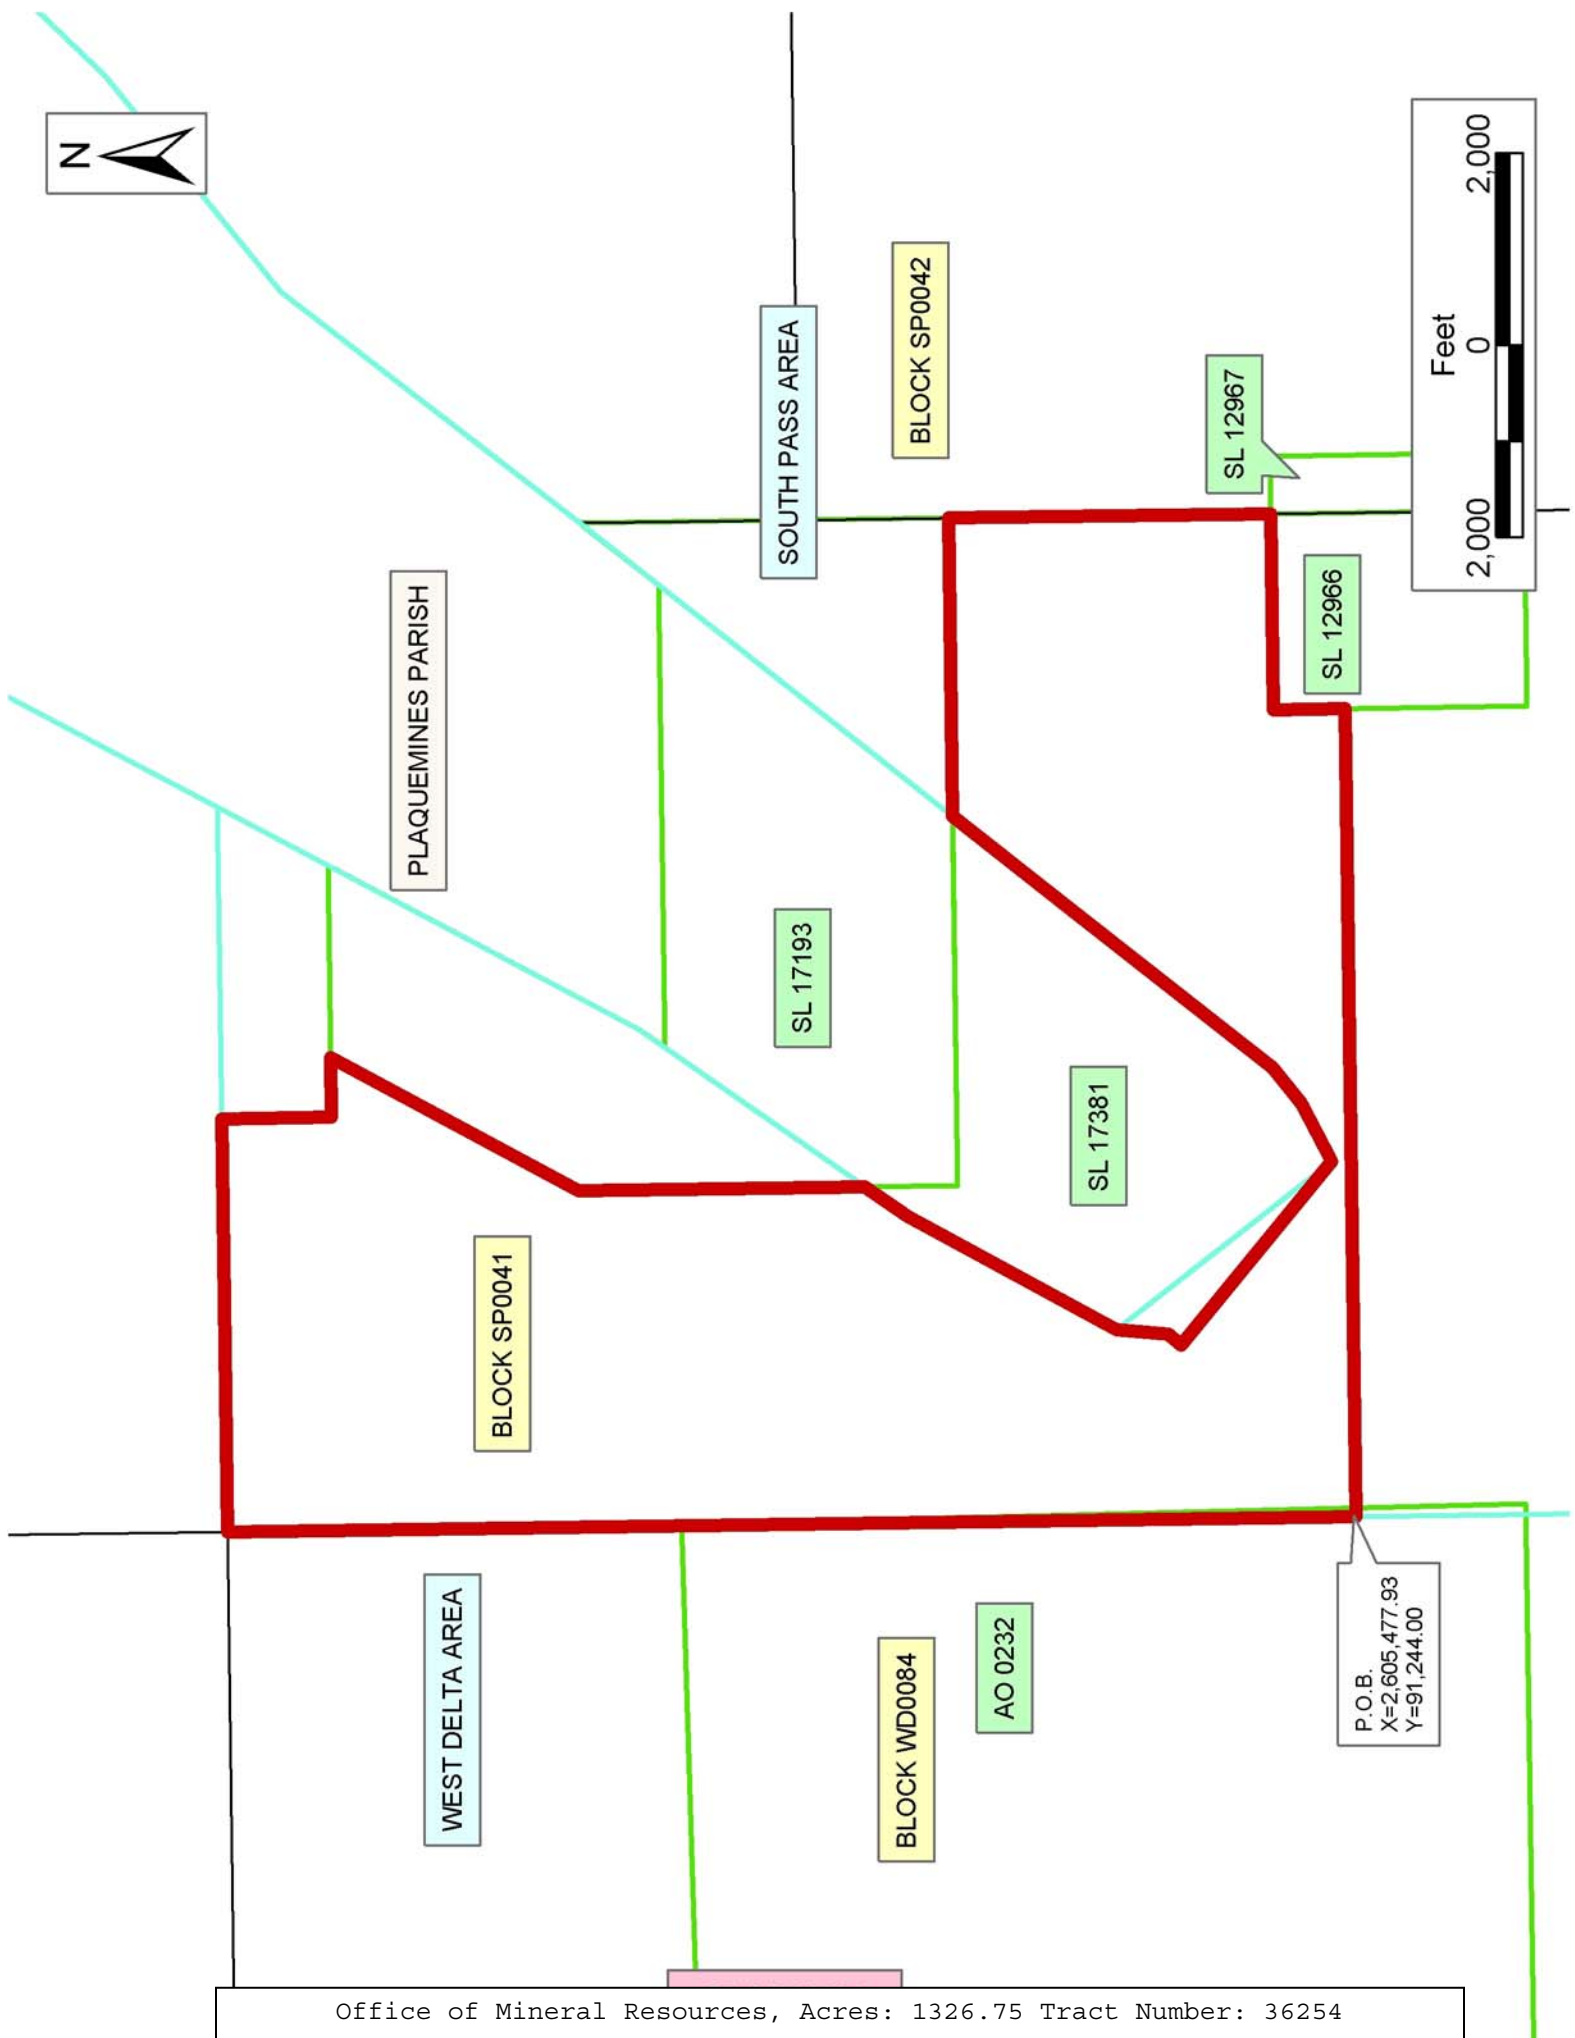 N
PLAQUEMINES PARISH
SOUTH PASS AREA
BLOCK SP0042
SL 12967
SL 12966
SL 17193
SL 17381
BLOCK SP0041
WEST DELTA AREA
BLOCK WD0084
AO 0232
P.O.B.
X=2,605,477.93
Y=91,244.00
Feet
2,000 0 2,000
Office of Mineral Resources, Acres: 1326.75 Tract Number: 36254